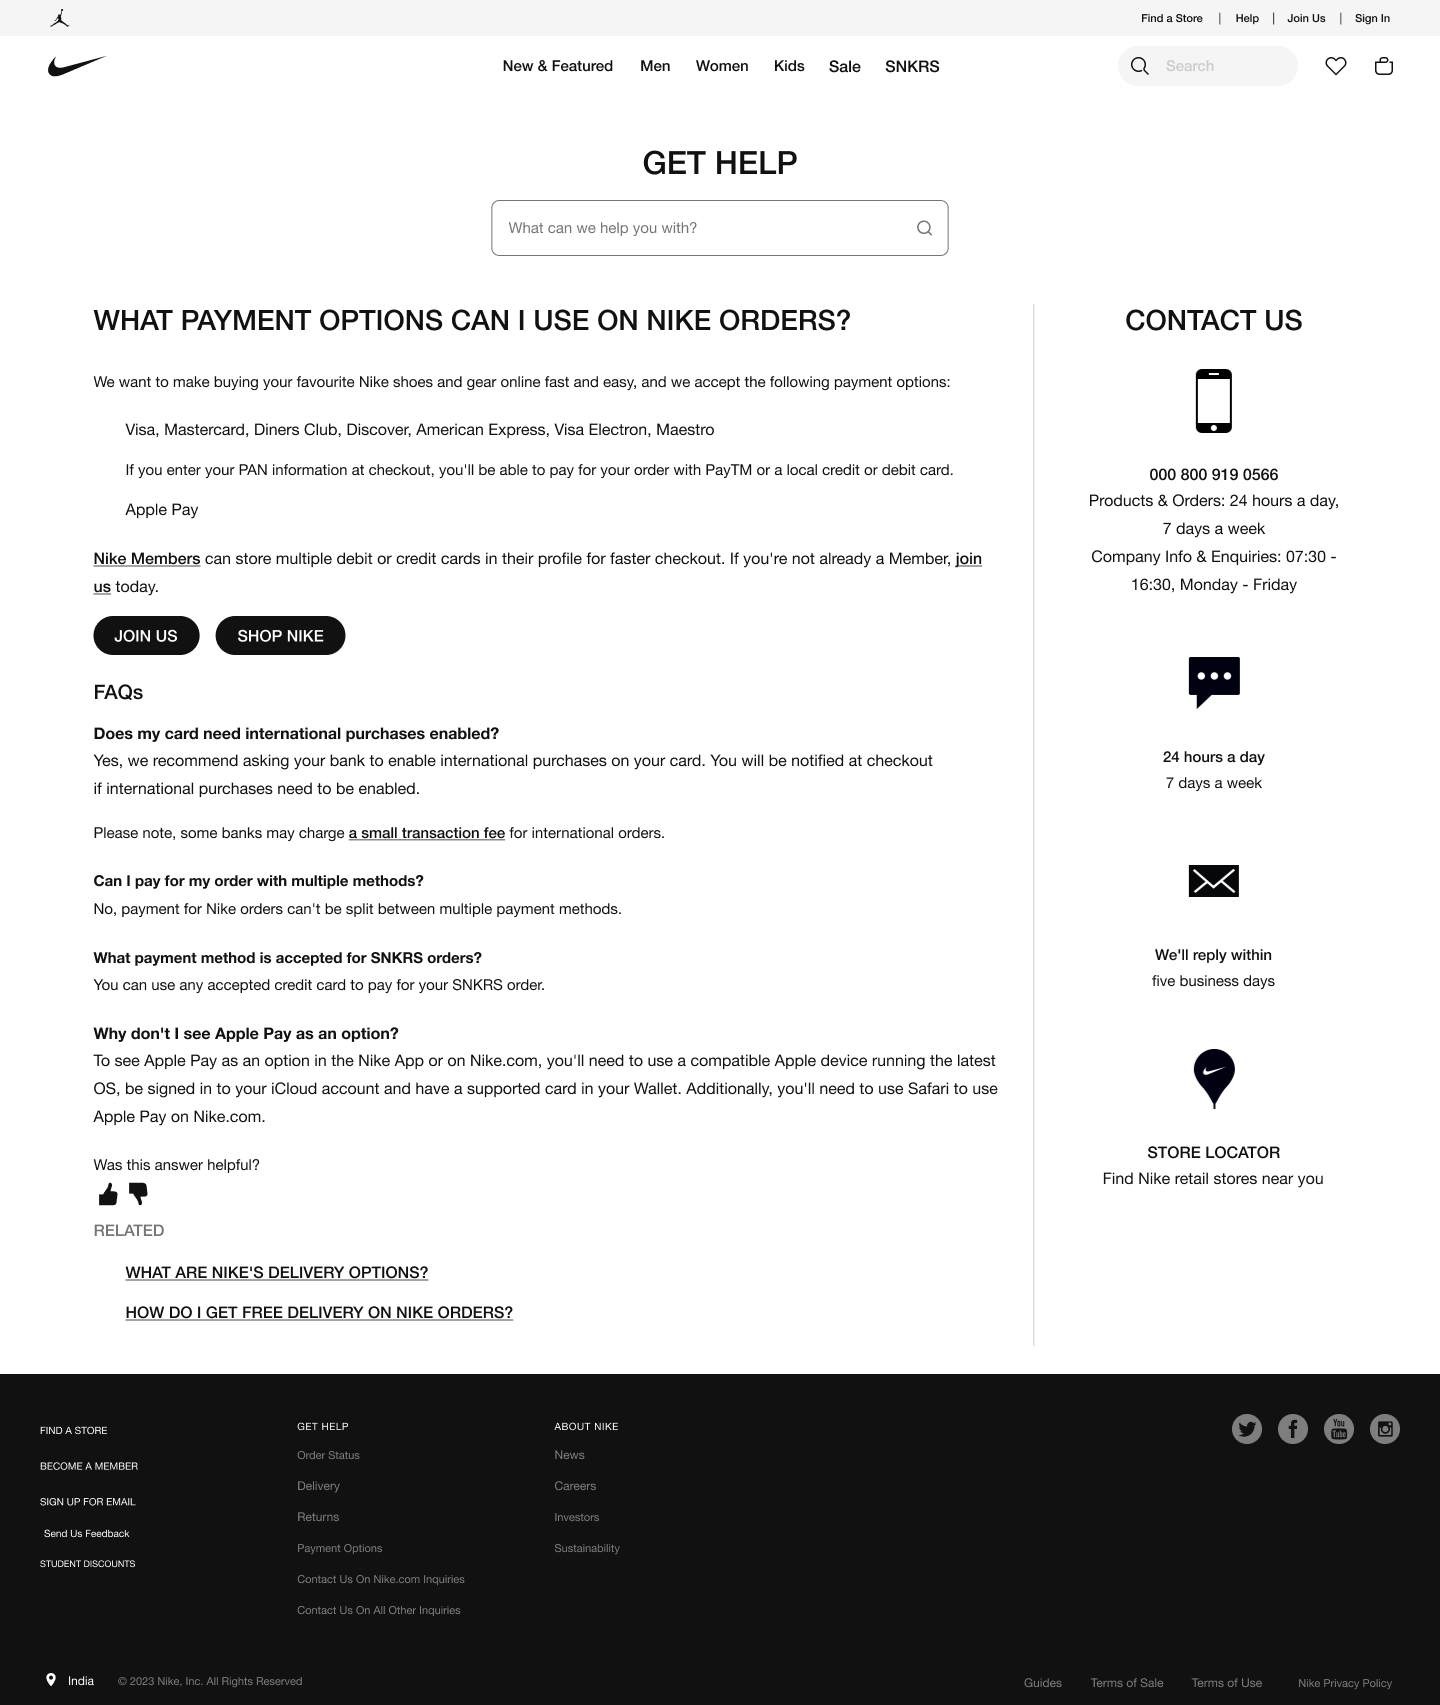 Find a Store | Help | Join Us | Sign In
New & Featured Men Women Kids Sale SNKRS Search
GET HELP
What can we help you with?
WHAT PAYMENT OPTIONS CAN I USE ON NIKE ORDERS?
We want to make buying your favourite Nike shoes and gear online fast and easy, and we accept the following payment options:
Visa, Mastercard, Diners Club, Discover, American Express, Visa Electron, Maestro
If you enter your PAN information at checkout, you'll be able to pay for your order with PayTM or a local credit or debit card.
Apple Pay
Nike Members can store multiple debit or credit cards in their profile for faster checkout. If you're not already a Member, join
us today.
JOIN US SHOP NIKE
FAQs
Does my card need international purchases enabled?
Yes, we recommend asking your bank to enable international purchases on your card. You will be notified at checkout
if international purchases need to be enabled.
Please note, some banks may charge a small transaction fee for international orders.
Can I pay for my order with multiple methods?
No, payment for Nike orders can't be split between multiple payment methods.
What payment method is accepted for SNKRS orders?
You can use any accepted credit card to pay for your SNKRS order.
Why don't I see Apple Pay as an option?
To see Apple Pay as an option in the Nike App or on Nike.com, you'll need to use a compatible Apple device running the latest
OS, be signed in to your iCloud account and have a supported card in your Wallet. Additionally, you'll need to use Safari to use
Apple Pay on Nike.com.
Was this answer helpful?
RELATED
WHAT ARE NIKE'S DELIVERY OPTIONS?
HOW DO I GET FREE DELIVERY ON NIKE ORDERS?
CONTACT US
000 800 919 0566
Products & Orders: 24 hours a day,
7 days a week
Company Info & Enquiries: 07:30 -
16:30, Monday - Friday
24 hours a day
7 days a week
We'll reply within
five business days
STORE LOCATOR
Find Nike retail stores near you
FIND A STORE
BECOME A MEMBER
SIGN UP FOR EMAIL
Send Us Feedback
STUDENT DISCOUNTS
GET HELP
Order Status
Delivery
Returns
Payment Options
Contact Us On Nike.com Inquiries
Contact Us On All Other Inquiries
ABOUT NIKE
News
Careers
Investors
Sustainability
You
Tube
India © 2023 Nike, Inc. All Rights Reserved
Guides Terms of Sale Terms of Use Nike Privacy Policy